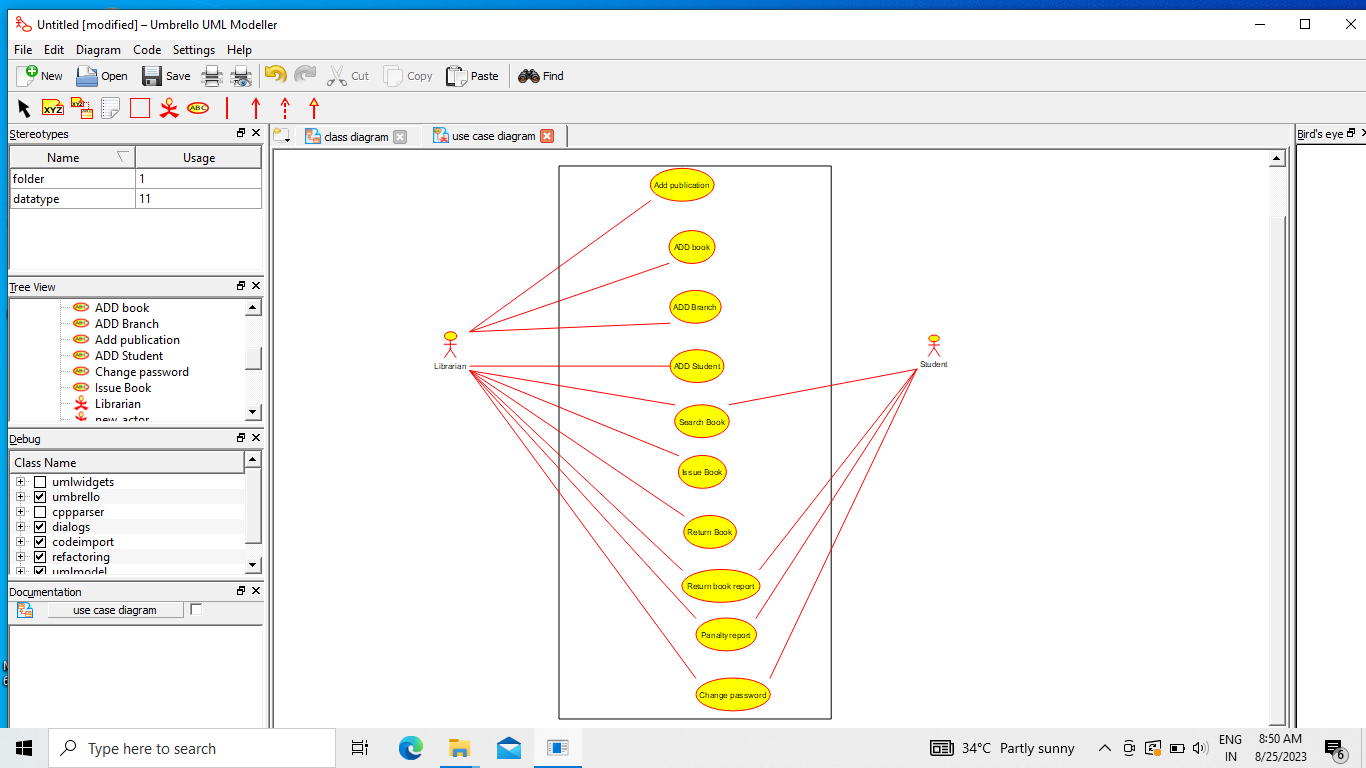 Untitled [modified] – Umbrello UML Modeller
File Edit Diagram Code Settings Help
New Open Save Cut Copy Paste Find
XYZ XYZ ABC
Stereotypes
Name Usage
folder 1
datatype 11
Tree View
ADD book
ADD Branch
Add publication
ADD Student
Change password
Issue Book
Librarian
new_actor
Debug
Class Name
umlwidgets
umbrello
cppparser
dialogs
codeimport
refactoring
umlmodel
Documentation
use case diagram
class diagram use case diagram
Add publication
ADD book
ADD Branch
ADD Student
Search Book
Issue Book
Return Book
Return book report
Panalty report
Change password
Librarian
Student
Bird's eye
Type here to search
34°C Partly sunny
ENG
IN
8:50 AM
8/25/2023
6